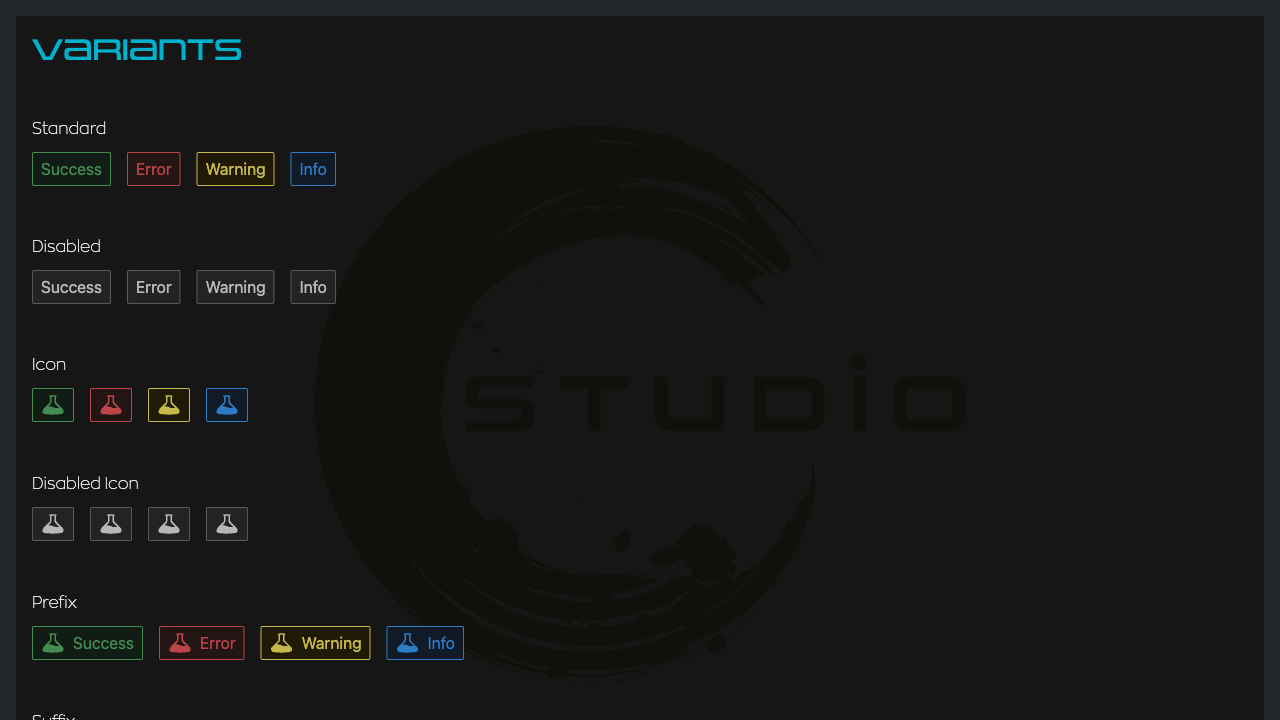 VARIANTS
Standard
Success Error Warning Info
Disabled
Success Error Warning Info
Icon
STUDIO
Disabled Icon
Prefix
Success Error Warning Info
Suffix